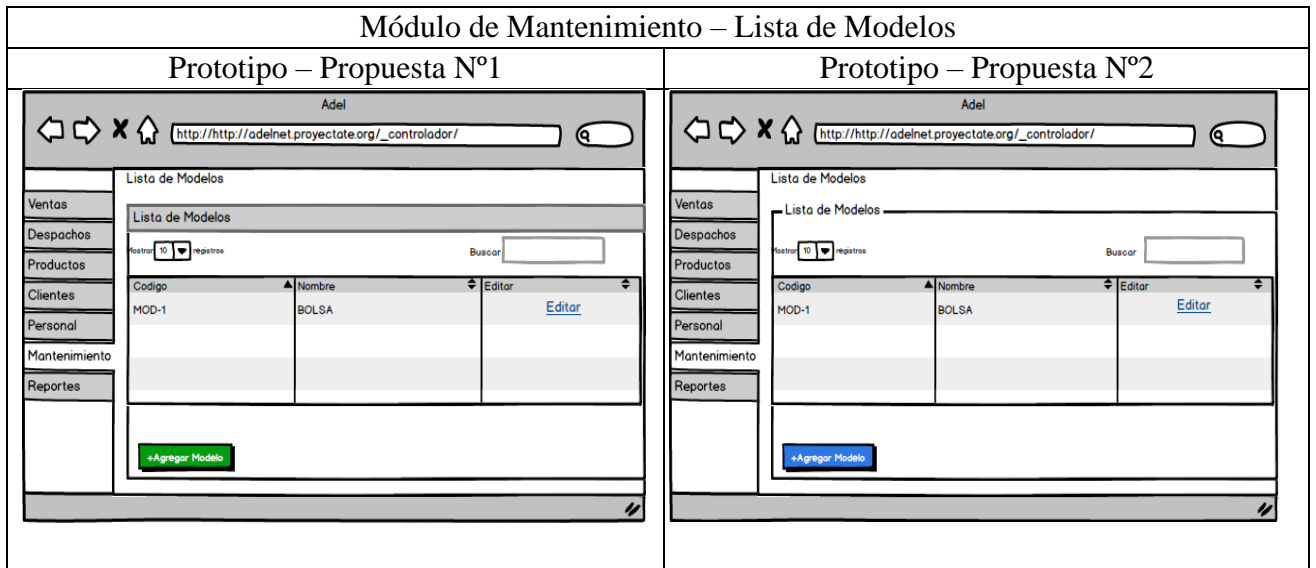 Módulo de Mantenimiento – Lista de Modelos
Prototipo – Propuesta Nº1
Prototipo – Propuesta Nº2
Adel
http://http://adelnet.proyectate.org/_controlador/
Lista de Modelos
Ventas
Despachos
Productos
Clientes
Personal
Mantenimiento
Reportes
Lista de Modelos
Mostrar 10 registros
Buscar
Codigo Nombre Editar
MOD-1 BOLSA Editar
+Agregar Modelo
Adel
http://http://adelnet.proyectate.org/_controlador/
Lista de Modelos
Ventas
Despachos
Productos
Clientes
Personal
Mantenimiento
Reportes
Lista de Modelos
Mostrar 10 registros
Buscar
Codigo Nombre Editar
MOD-1 BOLSA Editar
+Agregar Modelo